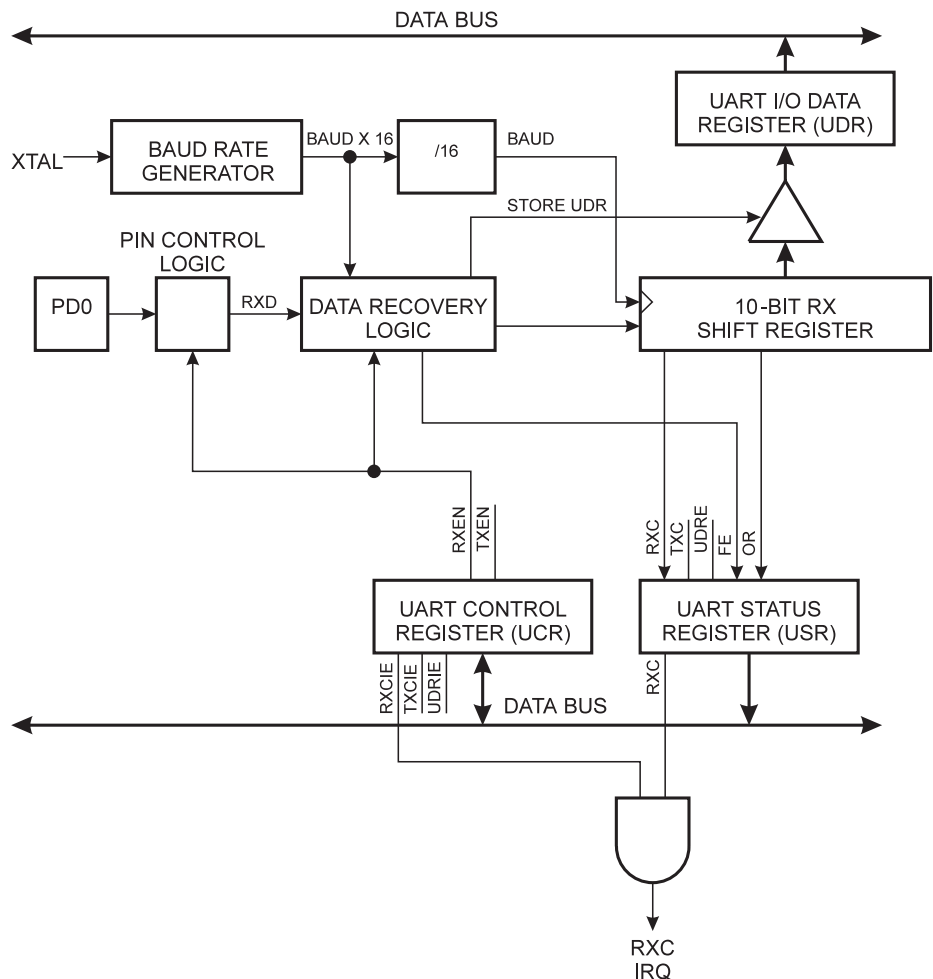 DATA BUS
UART I/O DATA
REGISTER (UDR)
XTAL
BAUD RATE
GENERATOR
BAUD X 16
/16
BAUD
STORE UDR
PIN CONTROL
LOGIC
PD0
RXD
DATA RECOVERY
LOGIC
10-BIT RX
SHIFT REGISTER
RXEN
TXEN
RXC
TXC
UDRE
FE
OR
UART CONTROL
REGISTER (UCR)
UART STATUS
REGISTER (USR)
RXCIE
TXCIE
UDRIE
RXC
DATA BUS
RXC
IRQ